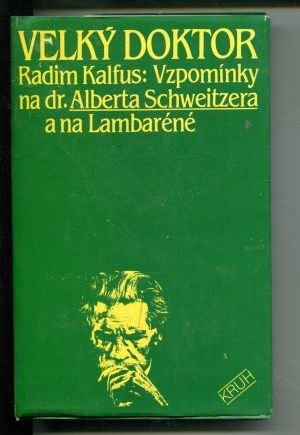 VELKÝ DOKTOR
Radim Kalfus: Vzpomínky
na dr. Alberta Schweitzera
a na Lambaréné
KRUH